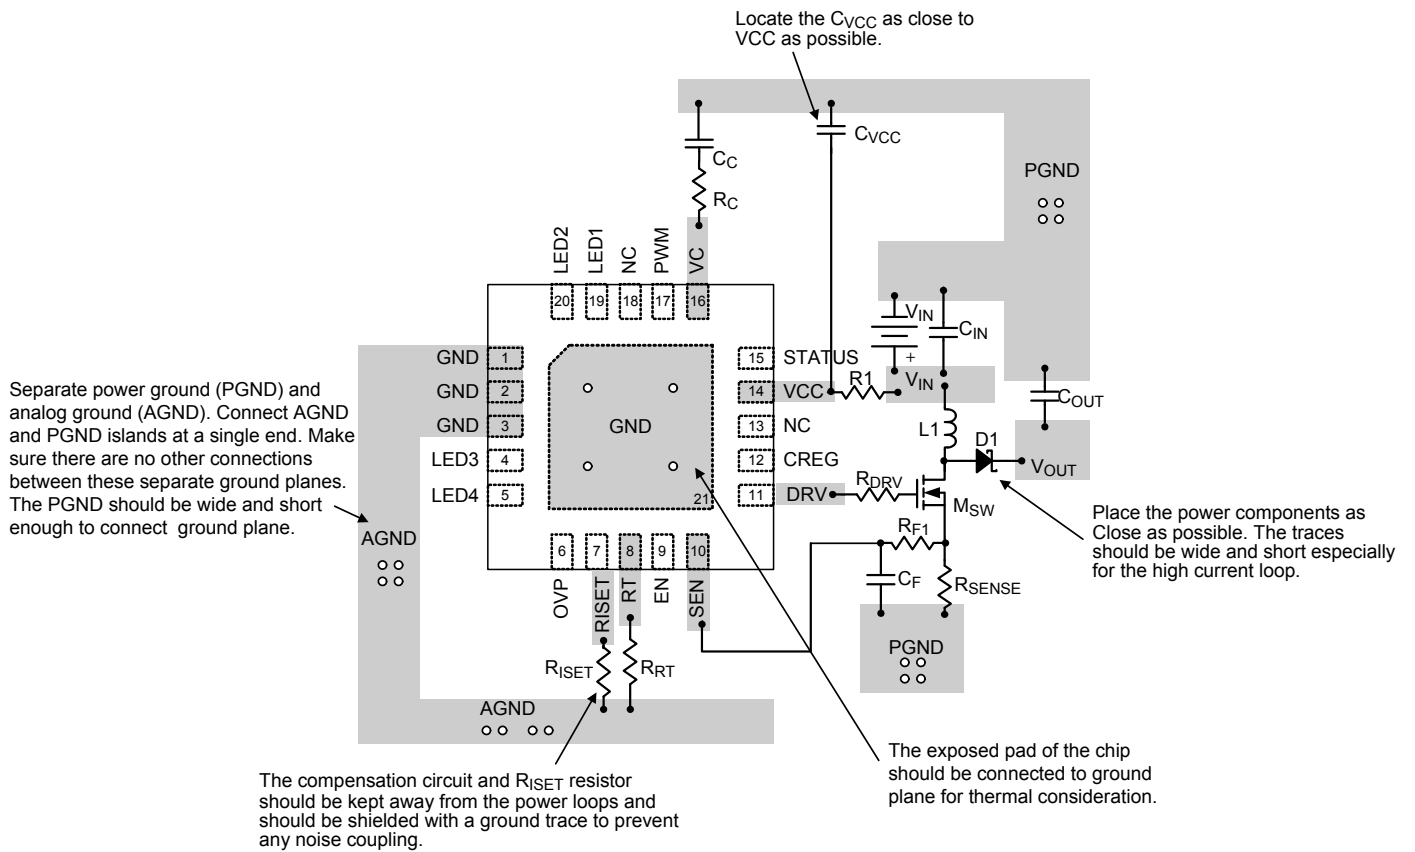 Locate the CVCC as close to
VCC as possible.
CVCC
CC
RC
PGND
LED2
LED1
NC
PWM
VC
20
19
18
17
16
VIN
CIN
+
VIN
GND
1
GND
2
GND
3
LED3
4
LED4
5
15
STATUS
14
VCC
R1
13
NC
12
CREG
11
DRV
GND
21
COUT
L1
D1
VOUT
RDRV
MSW
RF1
CF
RSENSE
PGND
6
7
8
9
10
OVP
RISET
RT
EN
SEN
RISET
RRT
AGND
AGND
Separate power ground (PGND) and
analog ground (AGND). Connect AGND
and PGND islands at a single end. Make
sure there are no other connections
between these separate ground planes.
The PGND should be wide and short
enough to connect ground plane.
Place the power components as
Close as possible. The traces
should be wide and short especially
for the high current loop.
The exposed pad of the chip
should be connected to ground
plane for thermal consideration.
The compensation circuit and RISET resistor
should be kept away from the power loops and
should be shielded with a ground trace to prevent
any noise coupling.